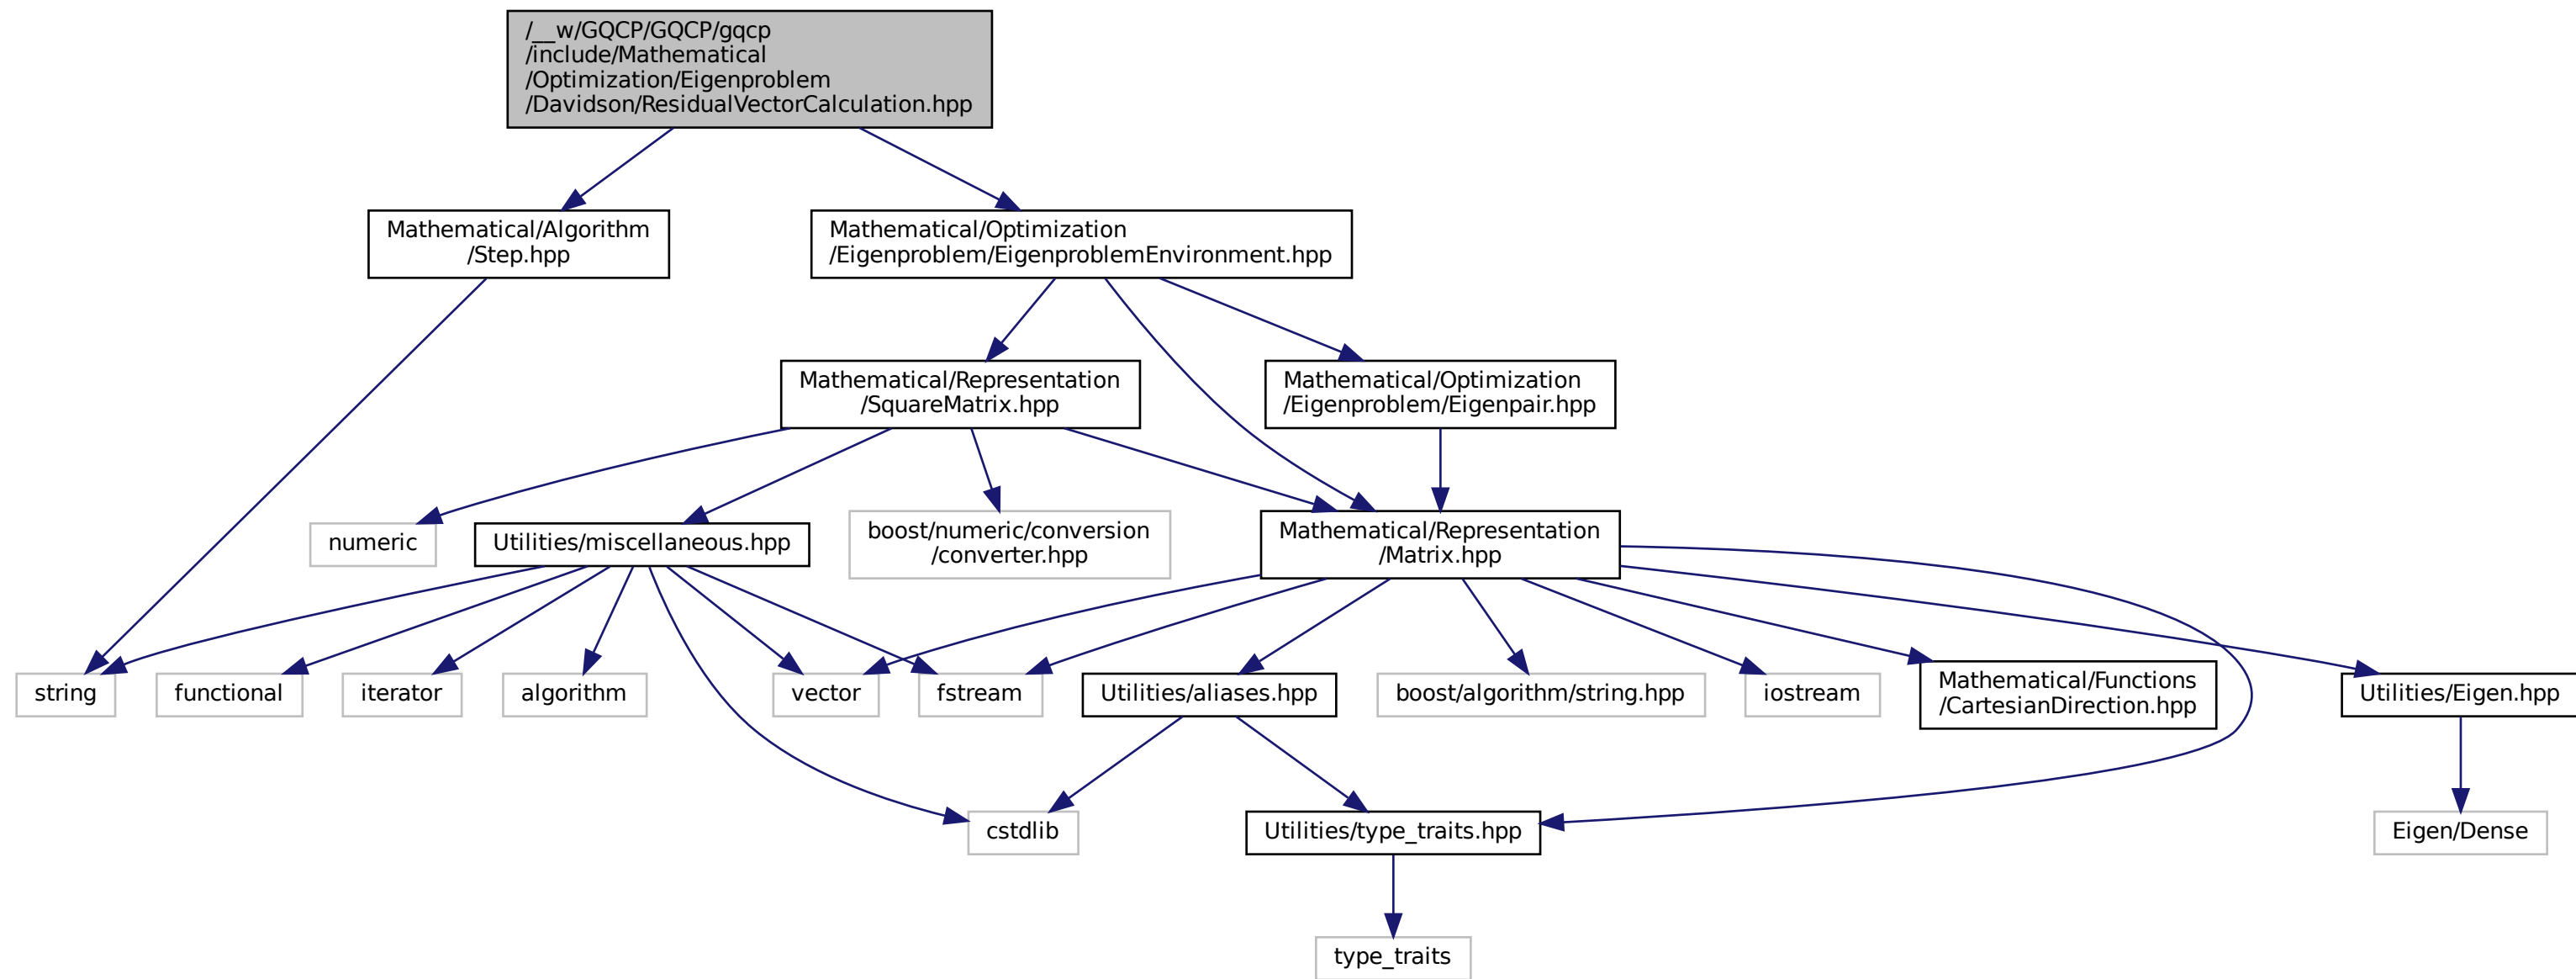 /__w/GQCP/GQCP/gqcp
/include/Mathematical
/Optimization/Eigenproblem
/Davidson/ResidualVectorCalculation.hpp
Mathematical/Algorithm
/Step.hpp
Mathematical/Optimization
/Eigenproblem/EigenproblemEnvironment.hpp
Mathematical/Representation
/SquareMatrix.hpp
Mathematical/Optimization
/Eigenproblem/Eigenpair.hpp
numeric
Utilities/miscellaneous.hpp
boost/numeric/conversion
/converter.hpp
Mathematical/Representation
/Matrix.hpp
string
functional
iterator
algorithm
vector
fstream
Utilities/aliases.hpp
boost/algorithm/string.hpp
iostream
Mathematical/Functions
/CartesianDirection.hpp
Utilities/Eigen.hpp
cstdlib
Utilities/type_traits.hpp
Eigen/Dense
type_traits